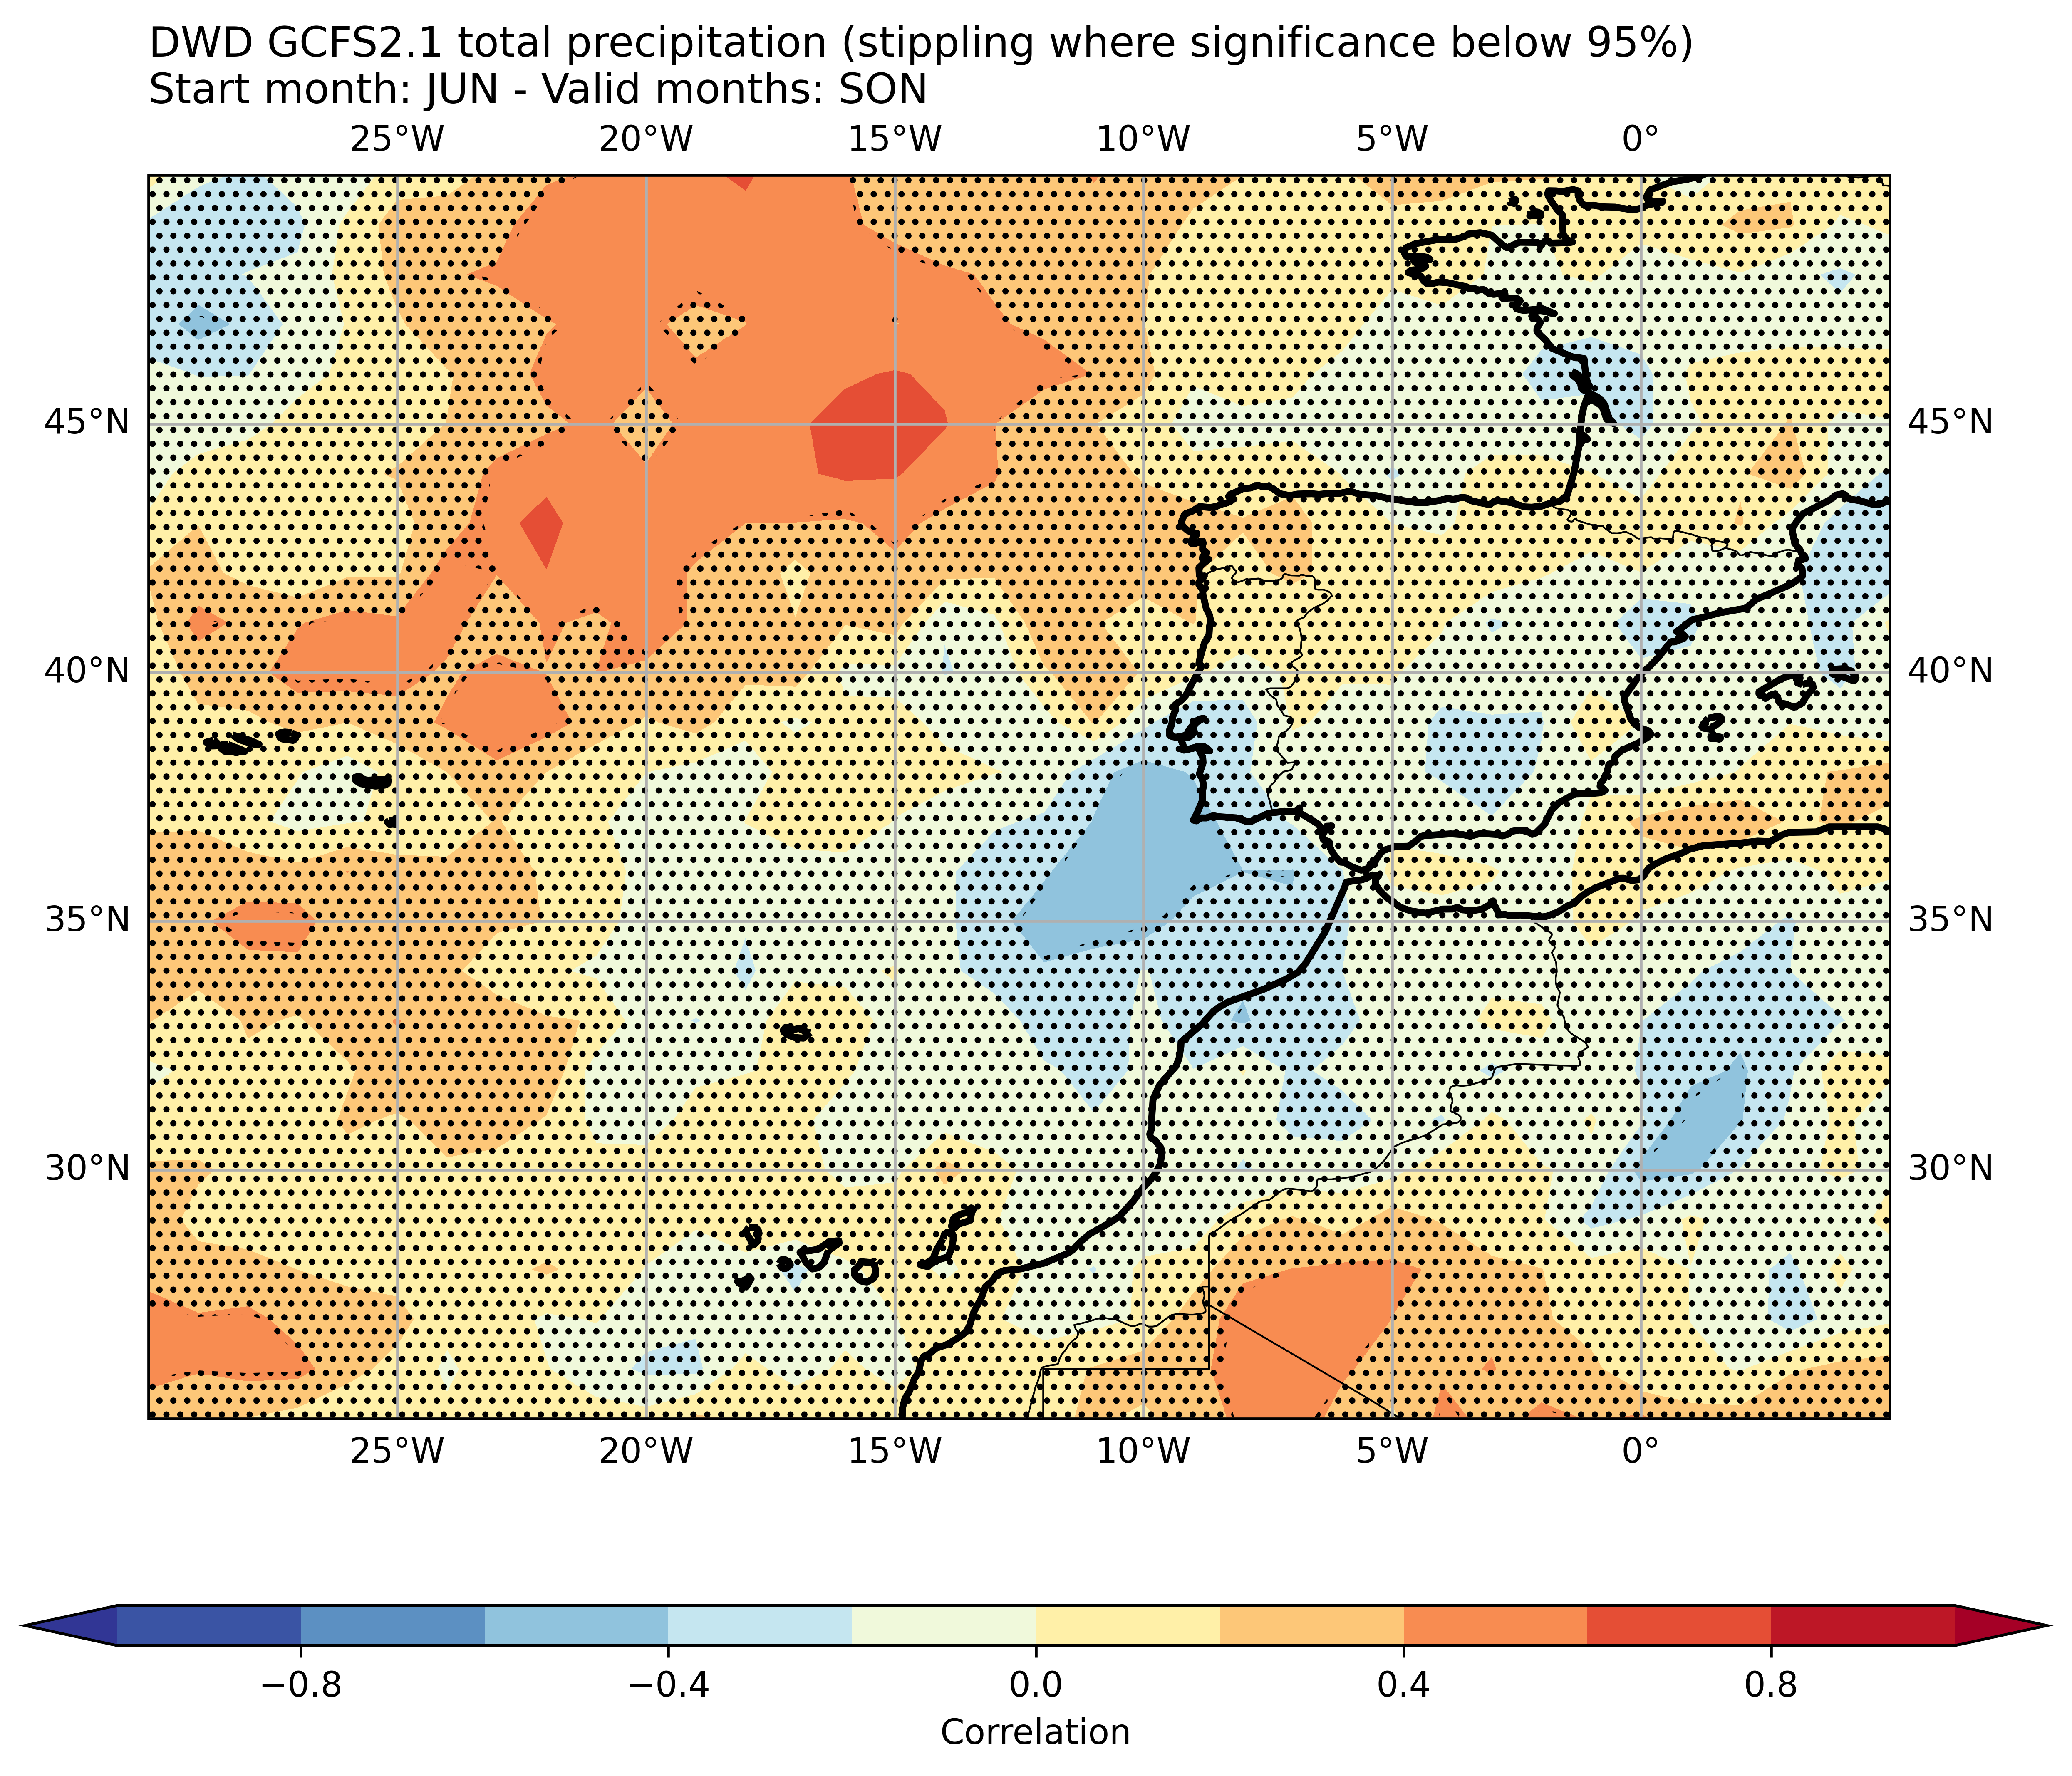 DWD GCFS2.1 total precipitation (stippling where significance below 95%)
Start month: JUN - Valid months: SON
25°W 20°W 15°W 10°W 5°W 0°
45°N 45°N
40°N 40°N
35°N 35°N
30°N 30°N
25°W 20°W 15°W 10°W 5°W 0°
−0.8 −0.4 0.0 0.4 0.8
Correlation